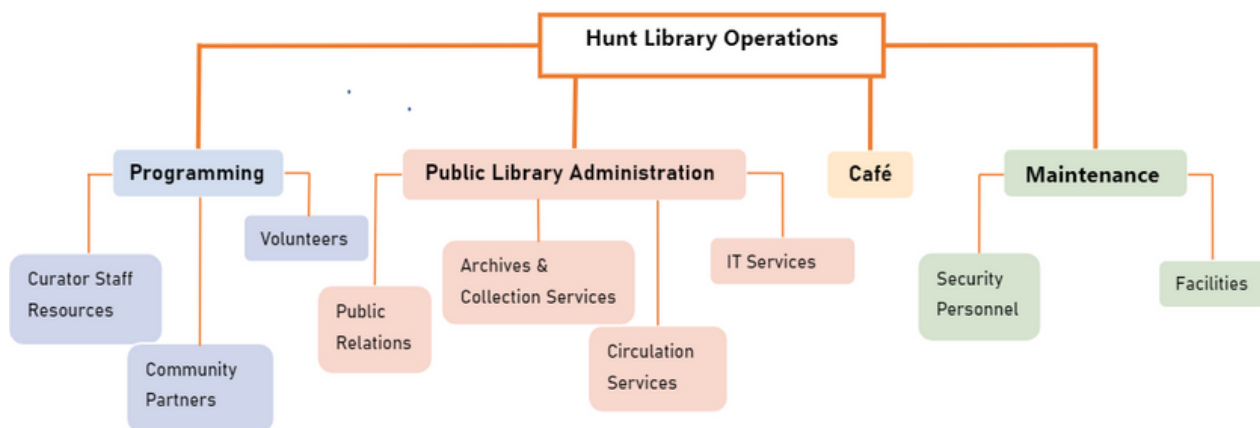 Hunt Library Operations
Programming
Public Library Administration
Café
Maintenance
Curator Staff
Resources
Community
Partners
Volunteers
Public
Relations
Archives &
Collection Services
Circulation
Services
IT Services
Security
Personnel
Facilities